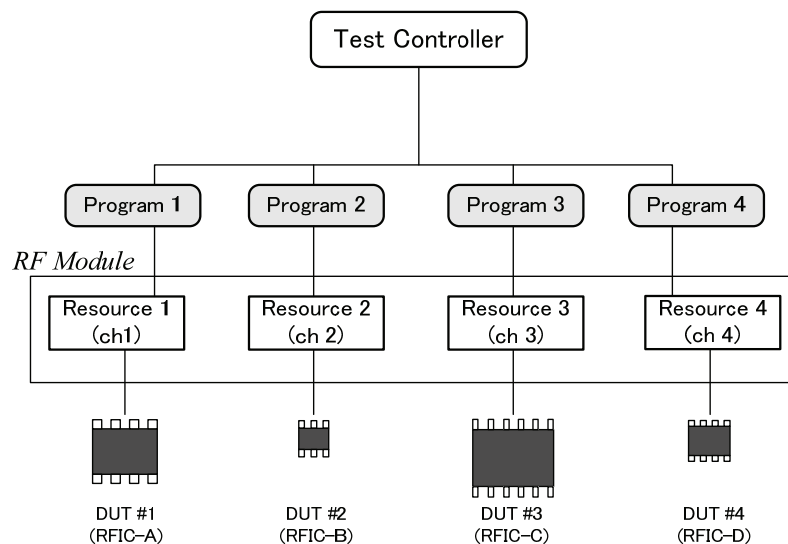 Test Controller
Program 1
Program 2
Program 3
Program 4
RF Module
Resource 1
(ch1)
Resource 2
(ch 2)
Resource 3
(ch 3)
Resource 4
(ch 4)
DUT #1
(RFIC-A)
DUT #2
(RFIC-B)
DUT #3
(RFIC-C)
DUT #4
(RFIC-D)